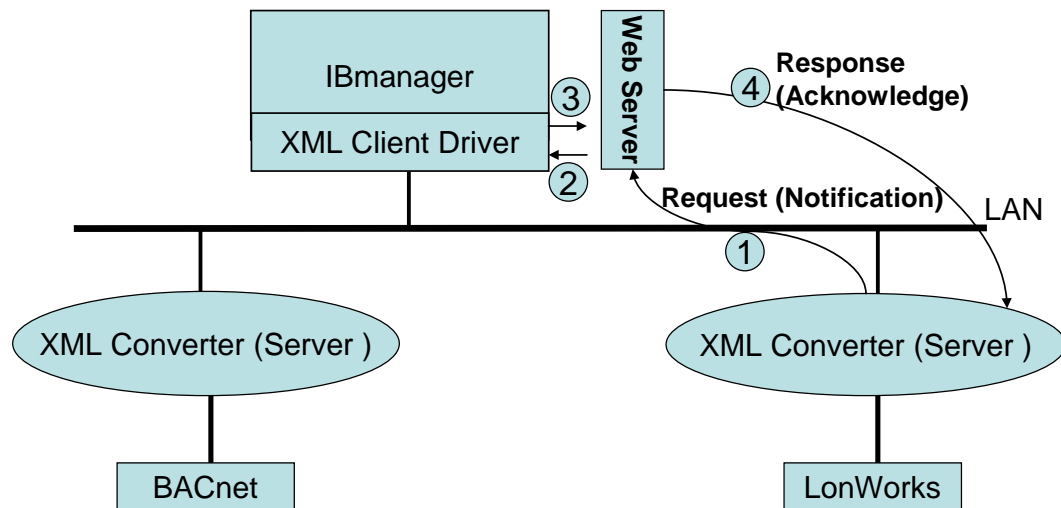 IBmanager
XML Client Driver
Web Server
3
2
4
Response
(Acknowledge)
Request (Notification)
LAN
1
XML Converter (Server )
XML Converter (Server )
BACnet
LonWorks